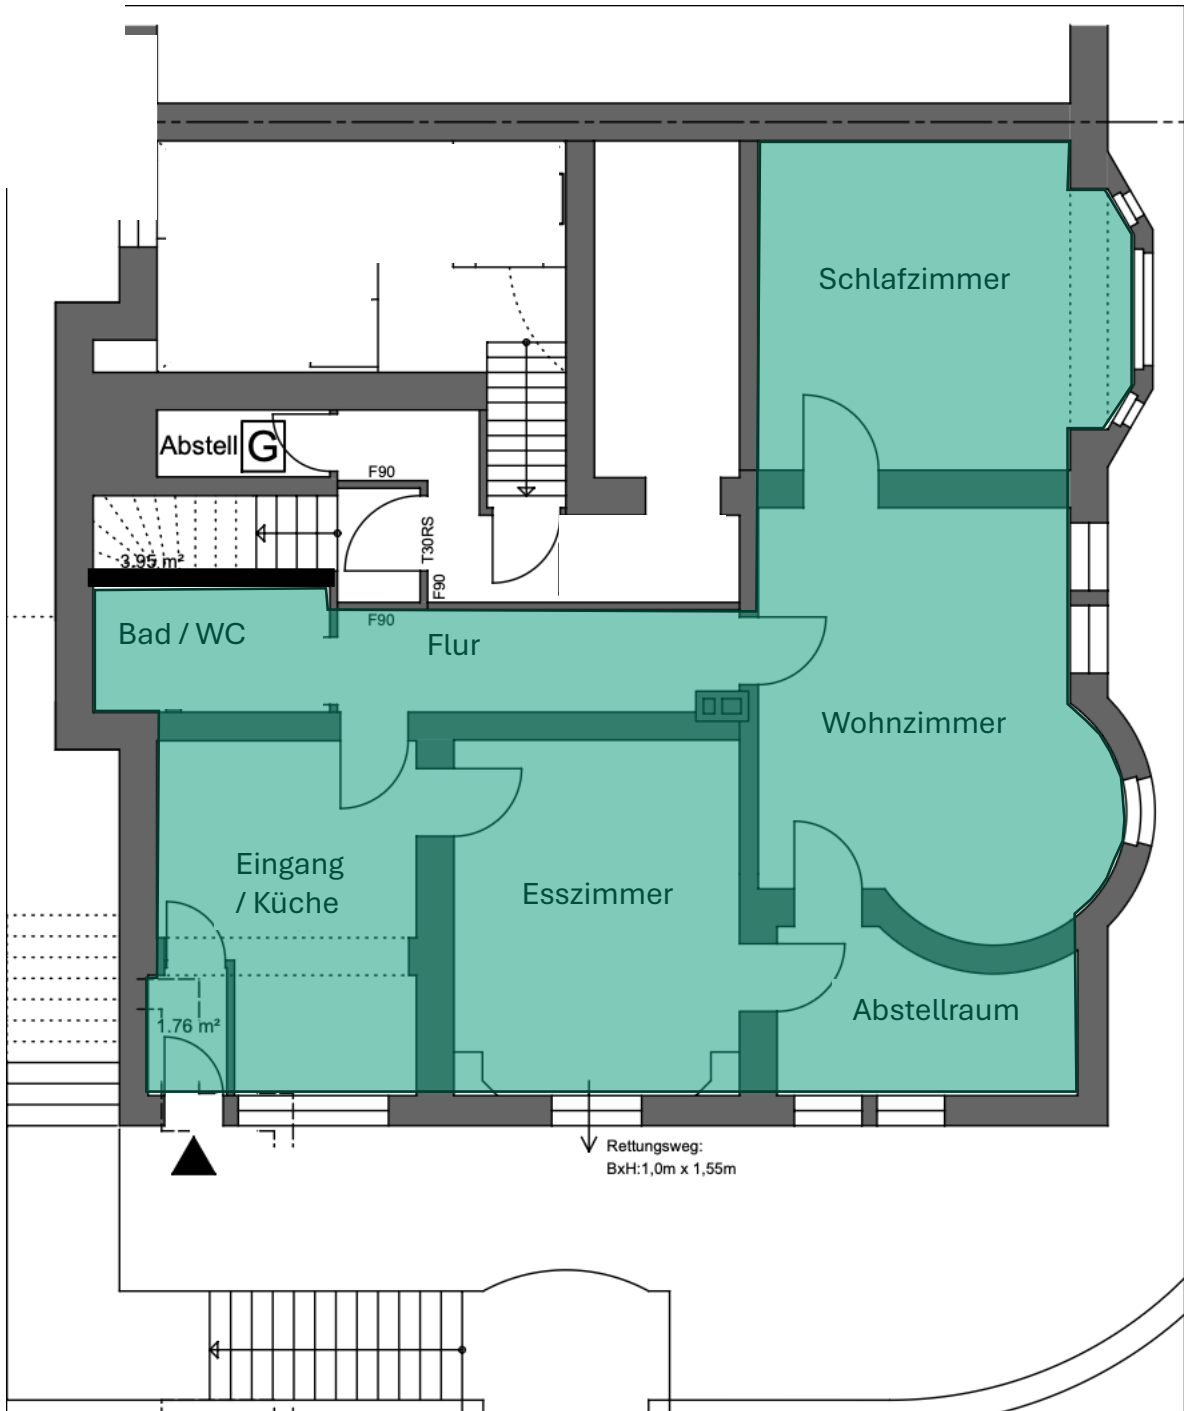 Schlafzimmer
Abstell G
F90
T30RS
3.95 m²
F90
F90
Bad / WC
Flur
Wohnzimmer
Eingang
/ Küche
Esszimmer
Abstellraum
1.76 m²
Rettungsweg:
BxH:1,0m x 1,55m